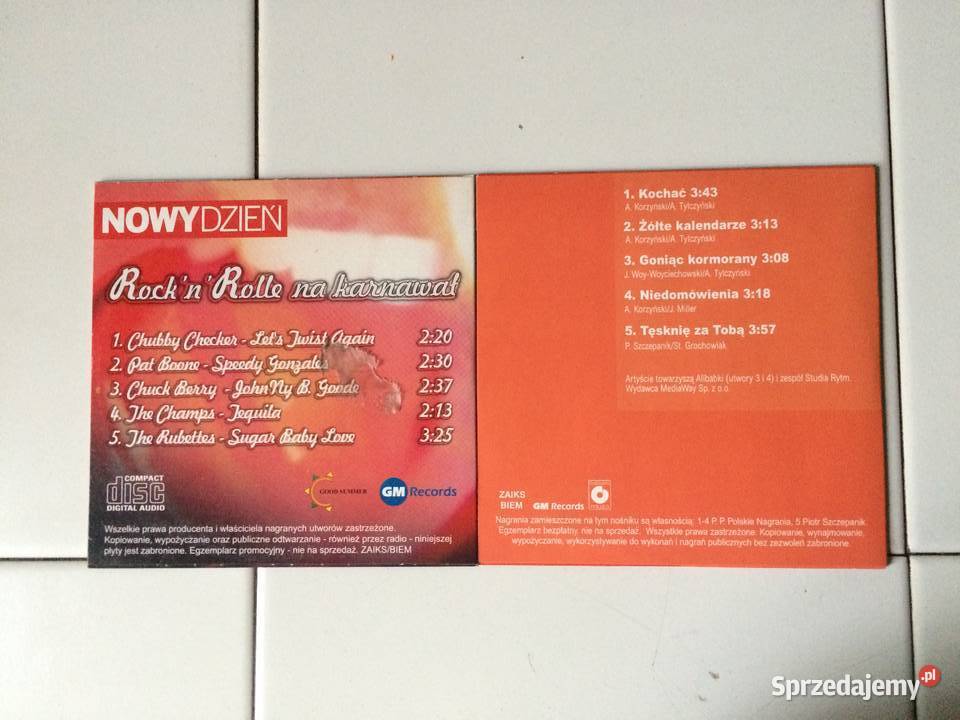 NOWY DZIEŃ
Rock'n'Rolle na karnawał
1. Chubby Checker - Let's Twist Again 2:20
2. Pat Boone - Speedy Gonzales 2:30
3. Chuck Berry - JohnNy B. Goode 2:37
4. The Champs - Tequila 2:13
5. The Rubettes - Sugar Baby Love 3:25
COMPACT
disc
DIGITAL AUDIO
GOOD SUMMER
GM Records
Wszelkie prawa producenta i właściciela nagranych utworów zastrzeżone.
Kopiowanie, wypożyczanie oraz publiczne odtwarzanie - również przez radio - niniejszej
płyty jest zabronione. Egzemplarz promocyjny - nie na sprzedaż. ZAIKS/BIEM
1. Kochać 3:43
A. Korzyński/A. Tylczyński
2. Żółte kalendarze 3:13
A. Korzyński/A. Tylczyński
3. Goniąc kormorany 3:08
J. Woy-Woyciechowski/A. Tylczyński
4. Niedomówienia 3:18
A. Korzyński/J. Miller
5. Tęsknię za Tobą 3:57
P. Szczepanik/St. Grochowiak
Artyście towarzyszą Alibabki (utwory 3 i 4) i zespół Studia Rytm.
Wydawca MediaWay Sp. z o.o.
ZAIKS
BIEM
GM Records
Nagrania zamieszczone na tym nośniku są własnością: 1-4 P.P. Polskie Nagrania, 5 Piotr Szczepanik.
Egzemplarz bezpłatny, nie na sprzedaż. Wszystkie prawa zastrzeżone. Kopiowanie, wynajmowanie,
wypożyczanie, wykorzystywanie do wykonań i nagrań publicznych bez zezwoleń zabronione.
Sprzedajemy.pl